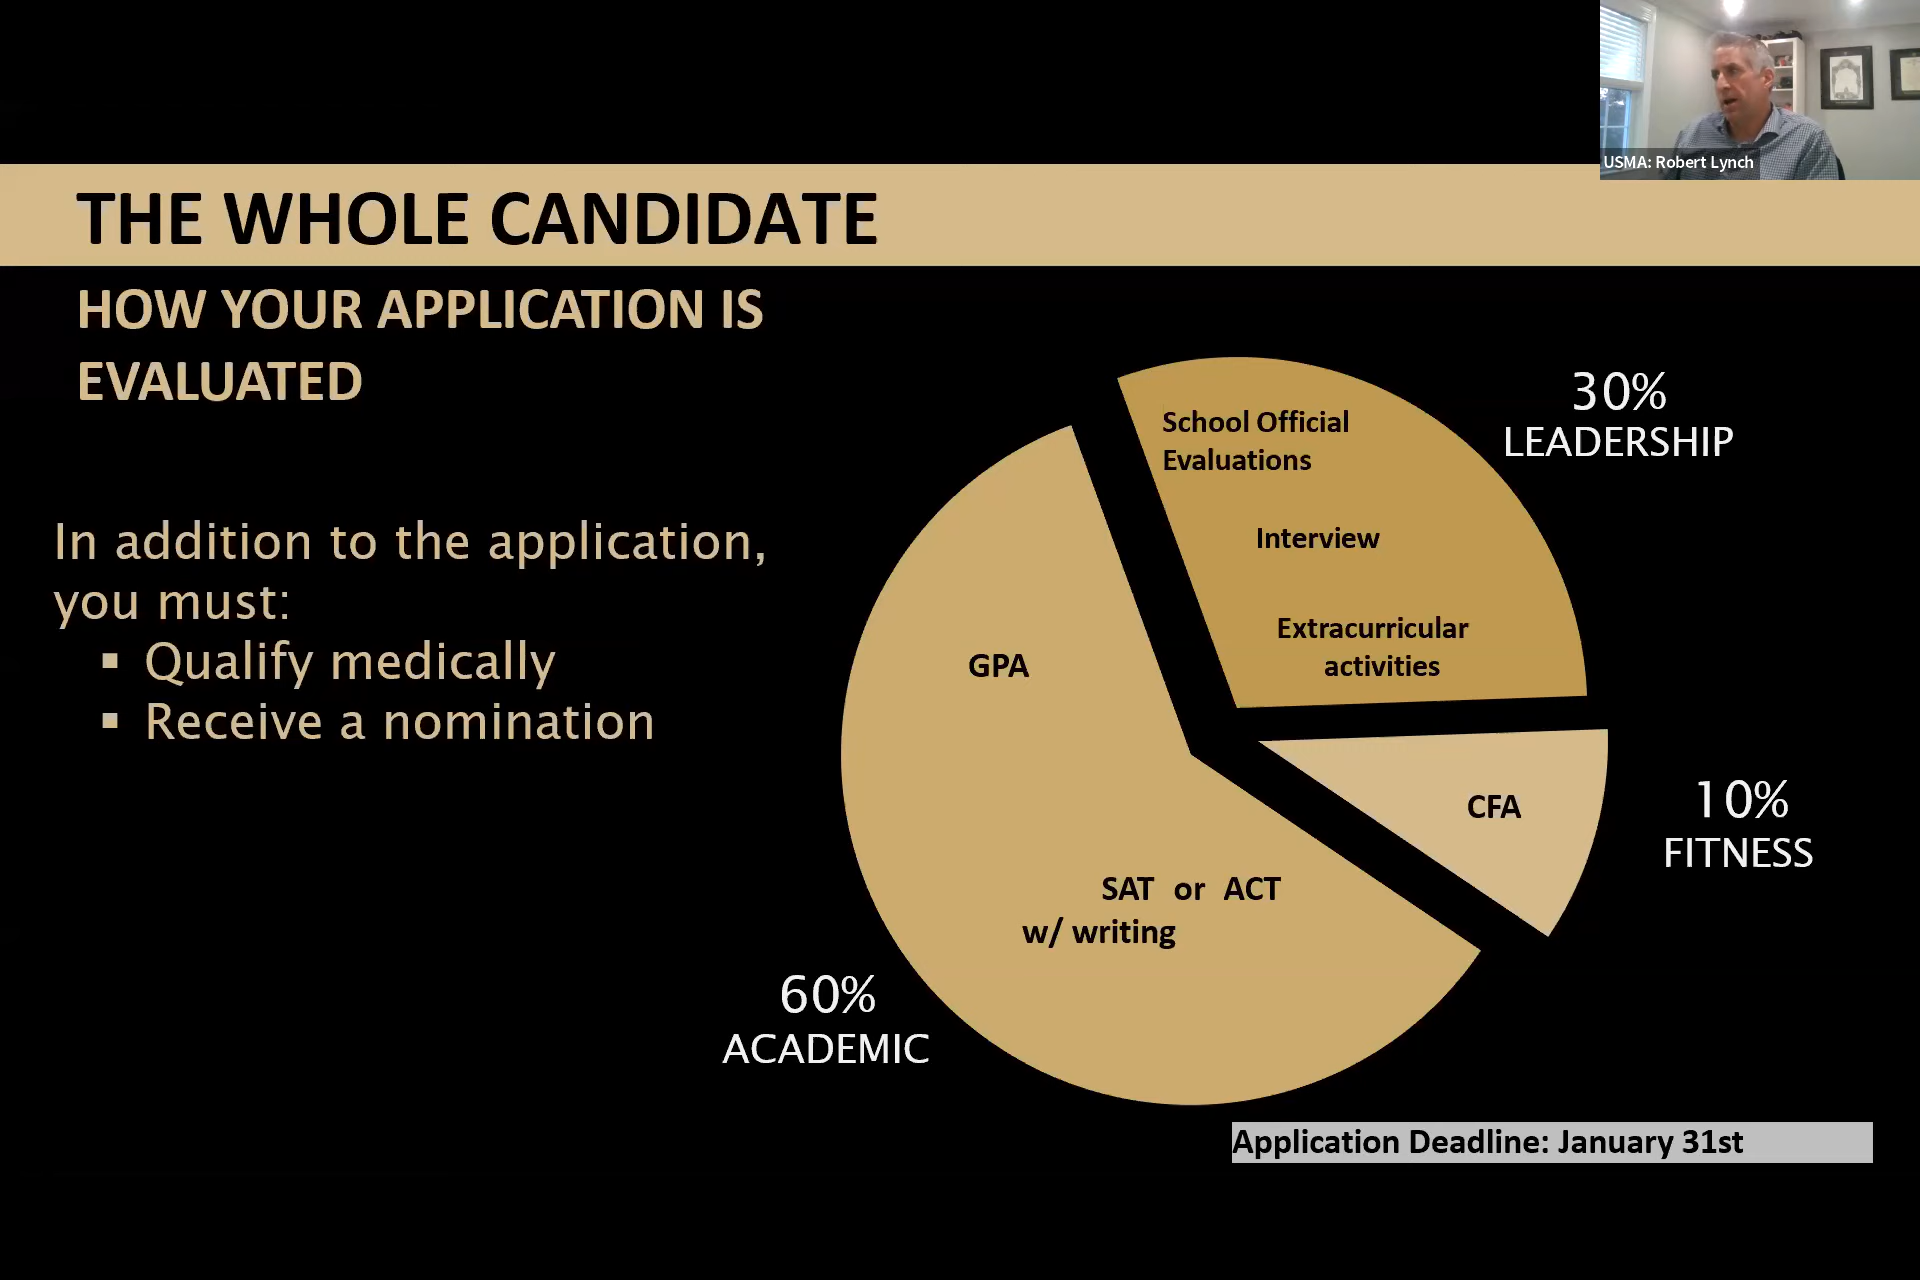 USMA: Robert Lynch
THE WHOLE CANDIDATE
HOW YOUR APPLICATION IS
EVALUATED
In addition to the application,
you must:
▪ Qualify medically
▪ Receive a nomination
30%
LEADERSHIP
School Official
Evaluations
Interview
Extracurricular
activities
GPA
CFA
10%
FITNESS
SAT or ACT
w/ writing
60%
ACADEMIC
Application Deadline: January 31st